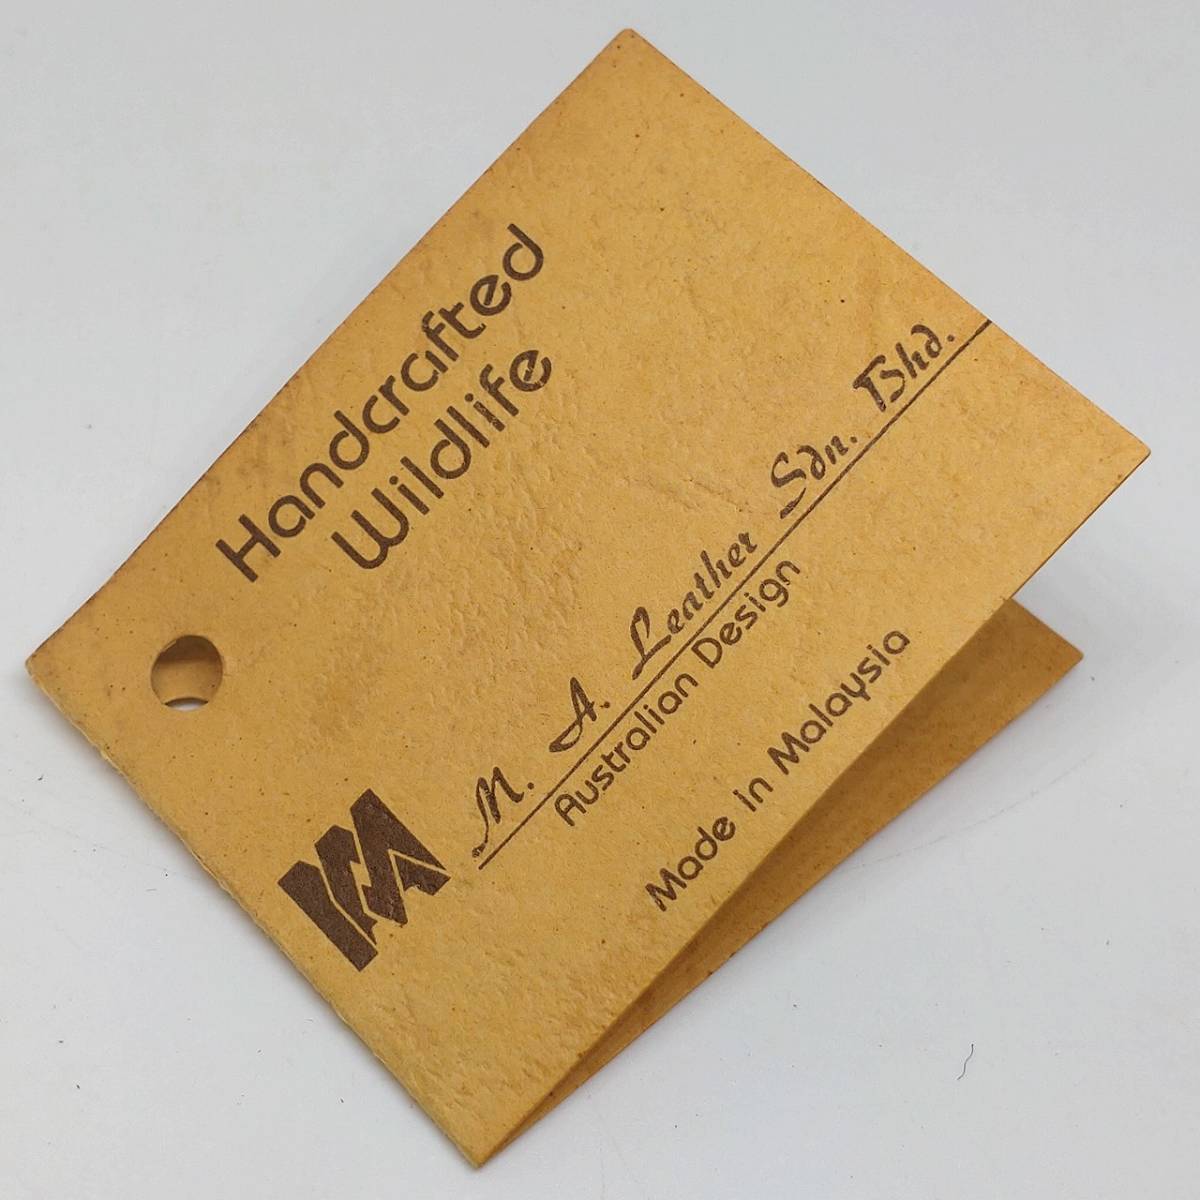 Handcrafted
Wildlife
M. A. Leather Sdn. Bhd.
Australian Design
Made in Malaysia